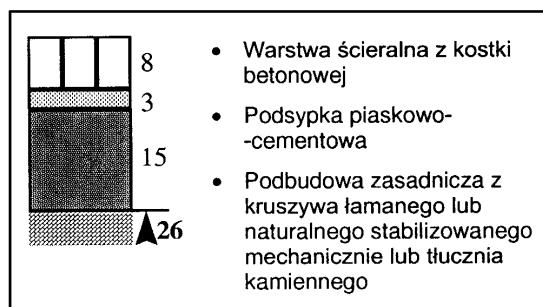 8
3
15
26
• Warstwa ścieralna z kostki
betonowej
• Podsypka piaskowo-
-cementowa
• Podbudowa zasadnicza z
kruszywa łamanego lub
naturalnego stabilizowanego
mechanicznie lub tłucznia
kamiennego